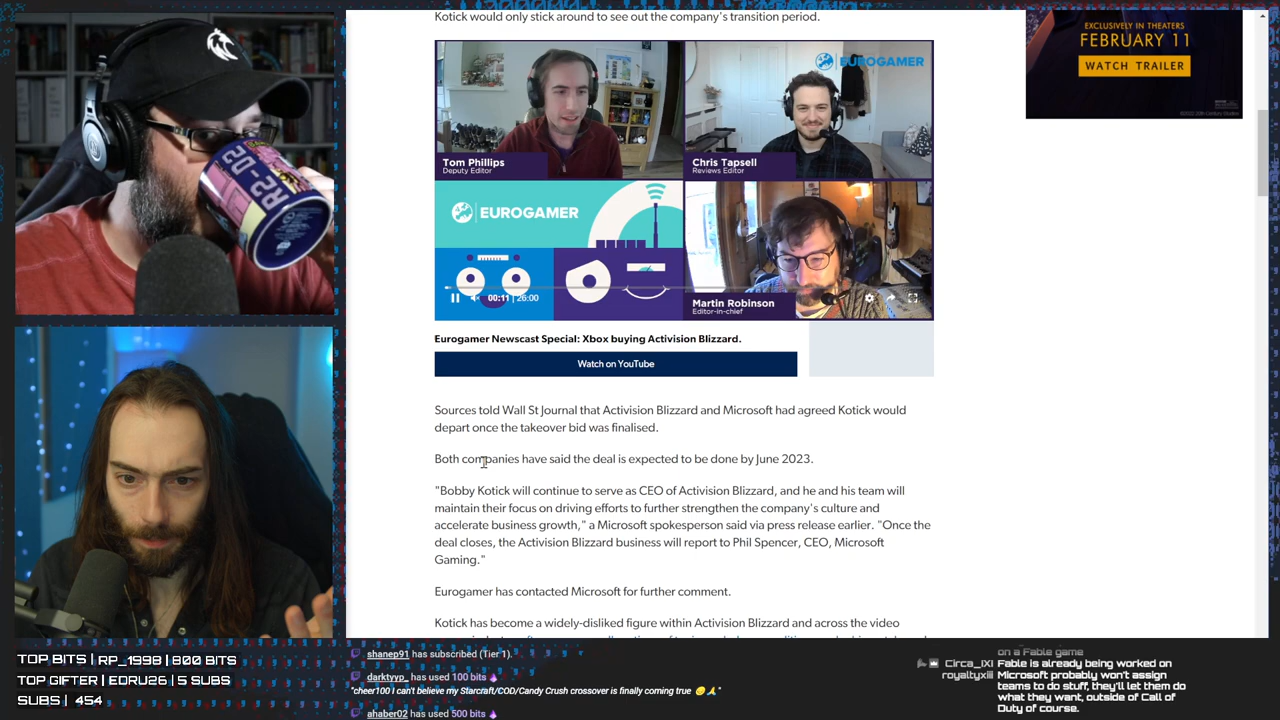 Kotick would only stick around to see out the company's transition period.
EXCLUSIVELY IN THEATERS
FEBRUARY 11
WATCH TRAILER
EUROGAMER
Tom Phillips
Deputy Editor
Chris Tapsell
Reviews Editor
EUROGAMER
00:11 | 26:00
Martin Robinson
Editor-in-chief
R2-D2
Eurogamer Newscast Special: Xbox buying Activision Blizzard.
Watch on YouTube
Sources told Wall St Journal that Activision Blizzard and Microsoft had agreed Kotick would
depart once the takeover bid was finalised.
Both companies have said the deal is expected to be done by June 2023.
"Bobby Kotick will continue to serve as CEO of Activision Blizzard, and he and his team will
maintain their focus on driving efforts to further strengthen the company's culture and
accelerate business growth," a Microsoft spokesperson said via press release earlier. "Once the
deal closes, the Activision Blizzard business will report to Phil Spencer, CEO, Microsoft
Gaming."
Eurogamer has contacted Microsoft for further comment.
Kotick has become a widely-disliked figure within Activision Blizzard and across the video
TOP BITS | RP_1998 | 800 BITS
TOP GIFTER | EDRU26 | 5 SUBS
SUBS | 454
shanep91 has subscribed (Tier 1).
darktyyp_ has used 100 bits
"cheer100 I can't believe my Starcraft/COD/Candy Crush crossover is finally coming true 🪙🙏"
ahaber02 has used 500 bits
on a Fable game
Circa_IXI Fable is already being worked on
royaltyxiii Microsoft probably won't assign
teams to do stuff, they'll let them do
what they want, outside of Call of
Duty of course.